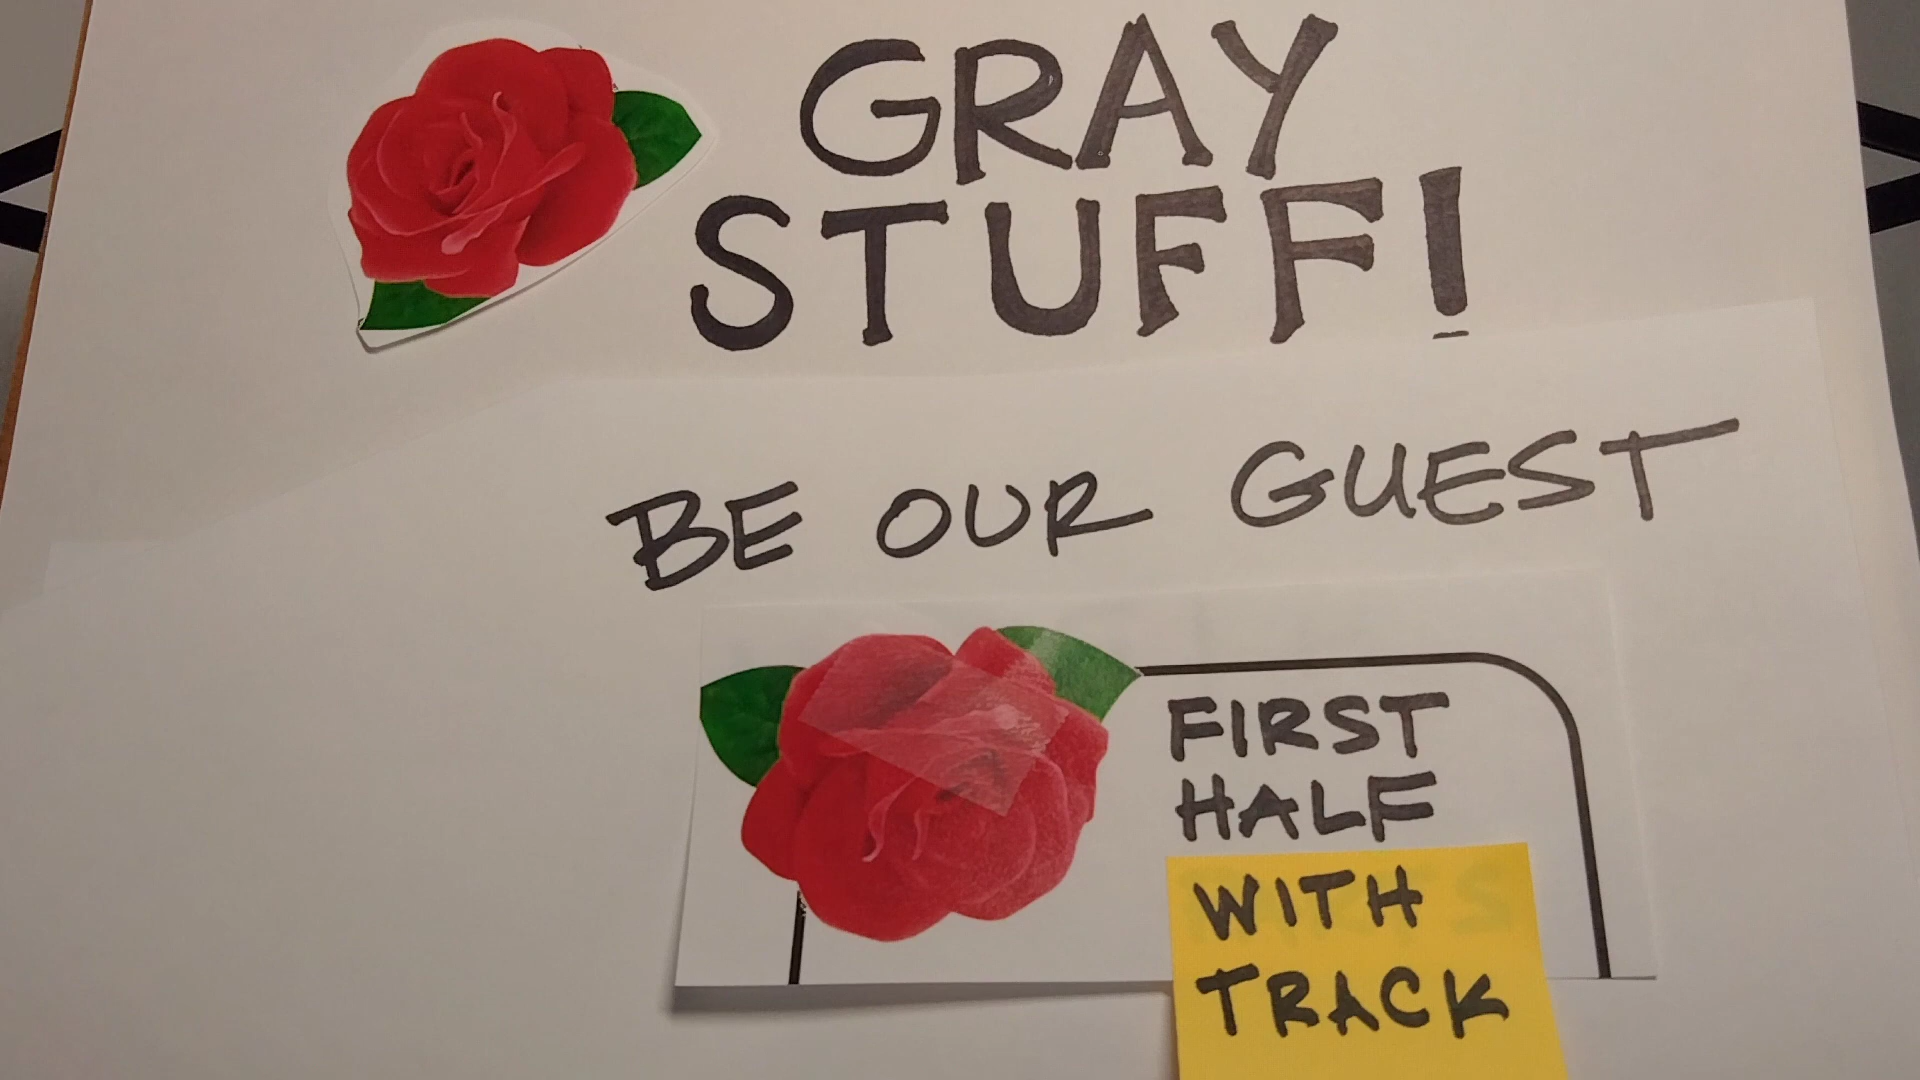 GRAY
STUFF!
BE OUR GUEST
FIRST
HALF
WITH
TRACK